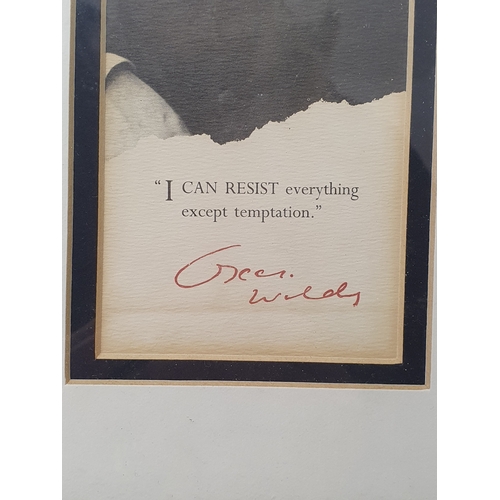 “I CAN RESIST everything
except temptation.”
Oscar.
Wilde